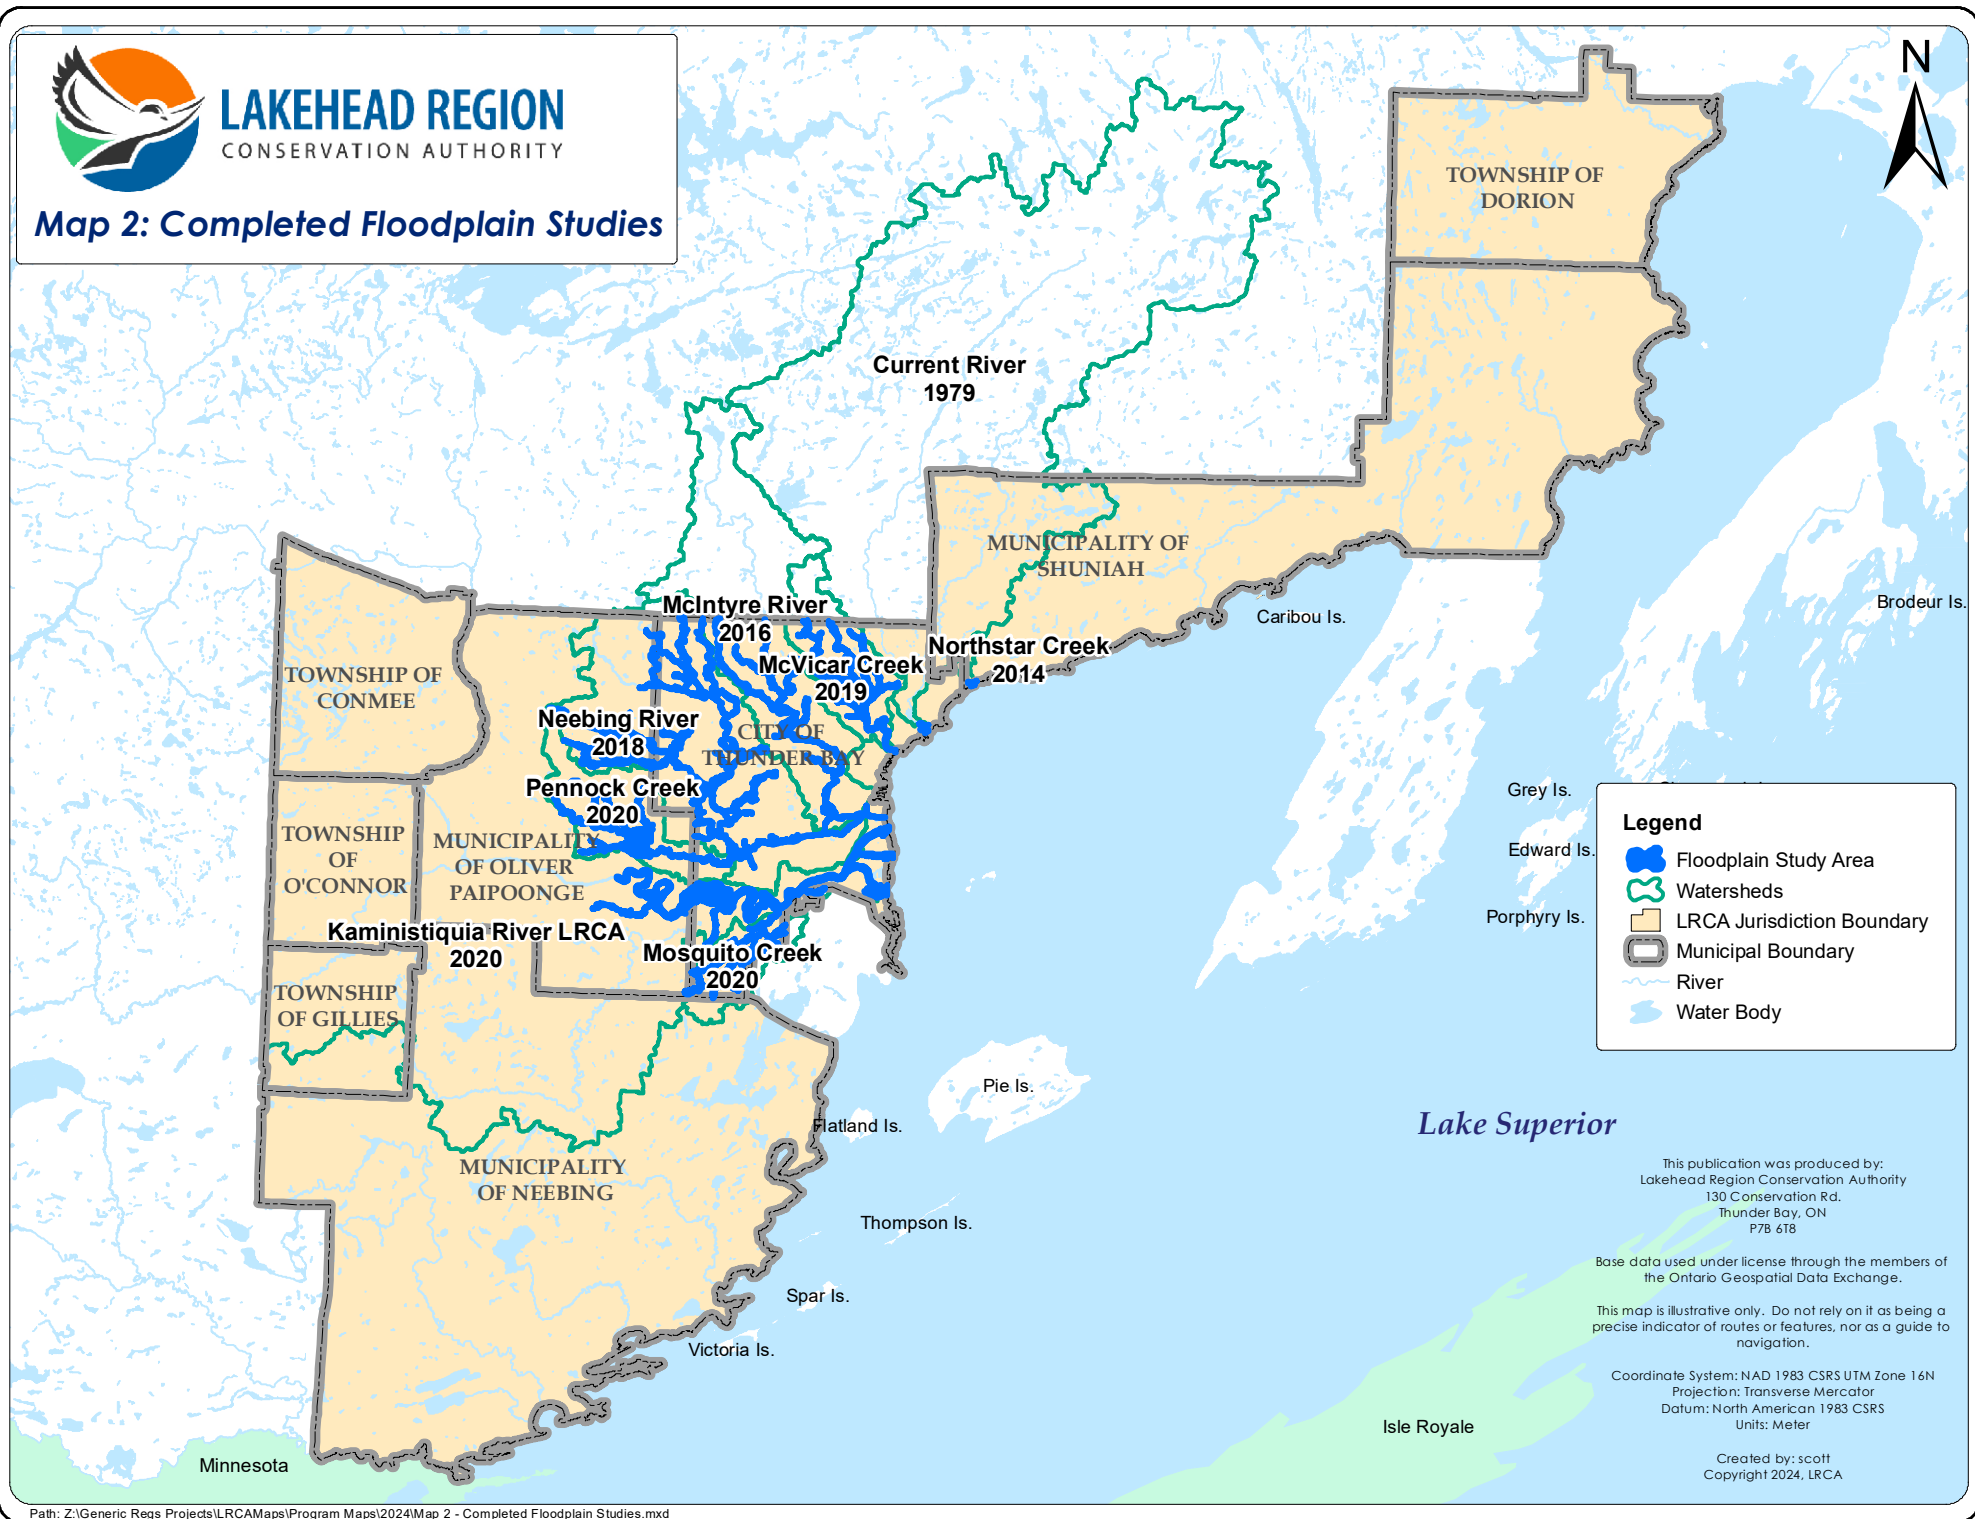 LAKEHEAD REGION
CONSERVATION AUTHORITY
Map 2: Completed Floodplain Studies
N
TOWNSHIP OF
DORION
Current River
1979
MUNICIPALITY OF
SHUNIAH
Caribou Is.
Brodeur Is.
McIntyre River
2016
Northstar Creek
2014
McVicar Creek
2019
TOWNSHIP OF
CONMEE
Neebing River
2018
CITY OF
THUNDER BAY
Pennock Creek
2020
Grey Is.
Edward Is.
Porphyry Is.
TOWNSHIP
OF
O'CONNOR
MUNICIPALITY
OF OLIVER
PAIPOONGE
Kaministiquia River LRCA
2020
Mosquito Creek
2020
TOWNSHIP
OF GILLIES
Legend
Floodplain Study Area
Watersheds
LRCA Jurisdiction Boundary
Municipal Boundary
River
Water Body
Pie Is.
Flatland Is.
Lake Superior
MUNICIPALITY
OF NEEBING
Thompson Is.
Spar Is.
Victoria Is.
Isle Royale
Minnesota
This publication was produced by:
Lakehead Region Conservation Authority
130 Conservation Rd.
Thunder Bay, ON
P7B 6T8
Base data used under license through the members of
the Ontario Geospatial Data Exchange.
This map is illustrative only. Do not rely on it as being a
precise indicator of routes or features, nor as a guide to
navigation.
Coordinate System: NAD 1983 CSRS UTM Zone 16N
Projection: Transverse Mercator
Datum: North American 1983 CSRS
Units: Meter
Created by: scott
Copyright 2024, LRCA
Path: Z:\Generic Regs Projects\LRCAMaps\Program Maps\2024\Map 2 - Completed Floodplain Studies.mxd